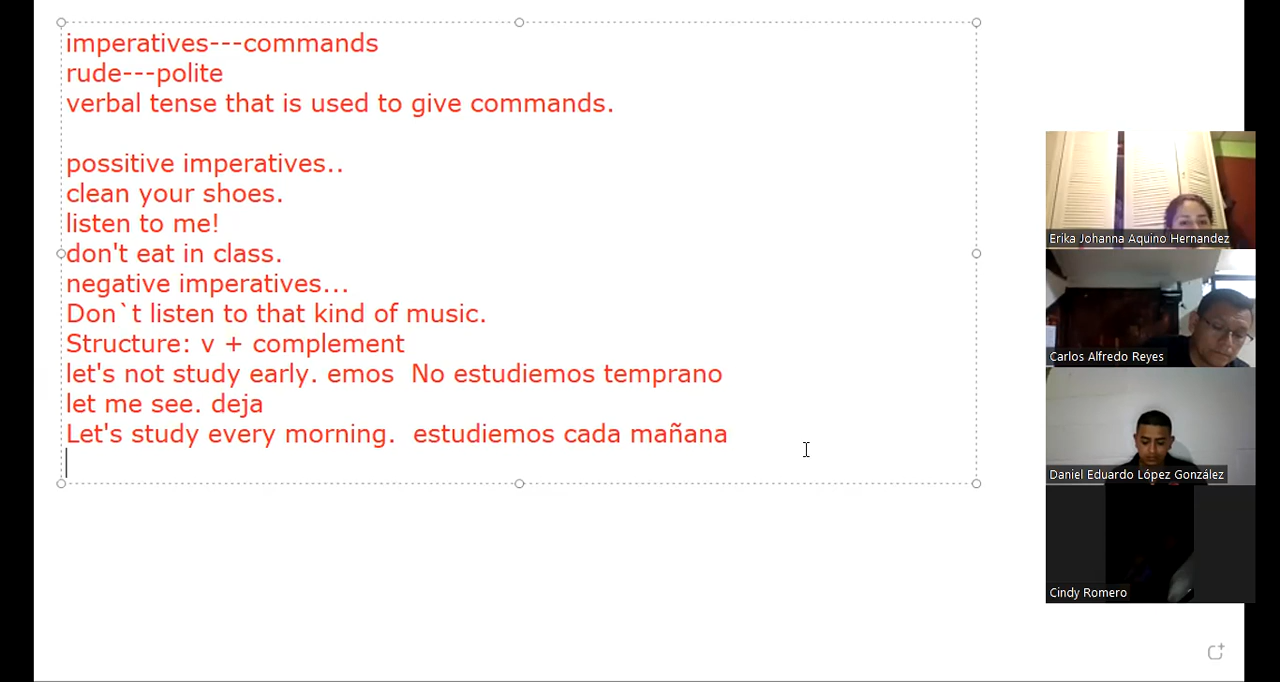 imperatives---commands
rude---polite
verbal tense that is used to give commands.
possitive imperatives..
clean your shoes.
listen to me!
don't eat in class.
negative imperatives...
Don`t listen to that kind of music.
Structure: v + complement
let's not study early. emos  No estudiemos temprano
let me see. deja
Let's study every morning.  estudiemos cada mañana
Erika Johanna Aquino Hernandez
Carlos Alfredo Reyes
Daniel Eduardo López González
Cindy Romero